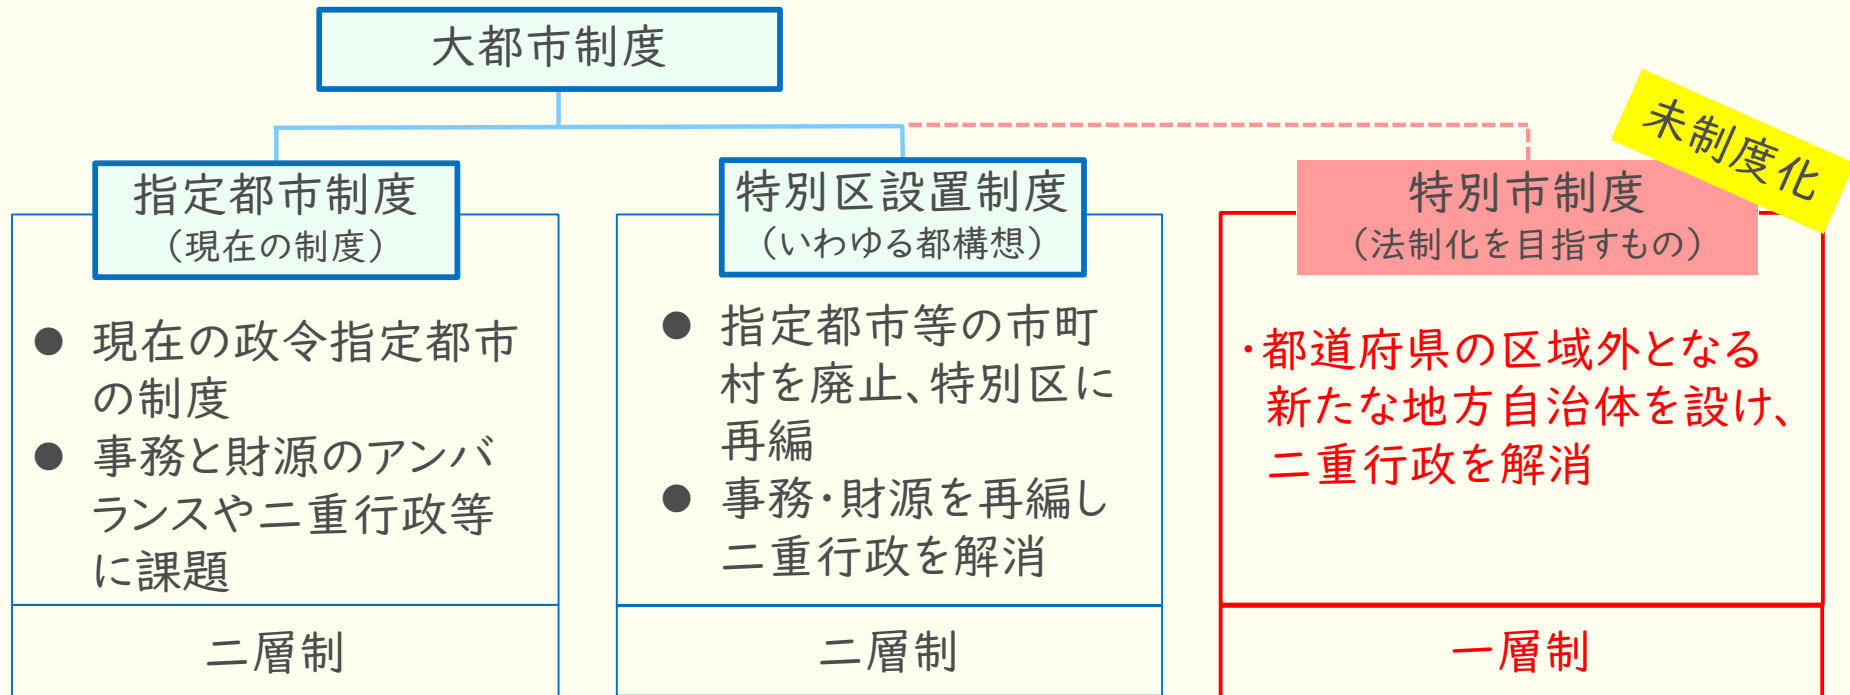 大都市制度
未制度化
指定都市制度
（現在の制度）
● 現在の政令指定都市
の制度
● 事務と財源のアンバ
ランスや二重行政等
に課題
二層制
特別区設置制度
（いわゆる都構想）
● 指定都市等の市町
村を廃止、特別区に
再編
● 事務・財源を再編し
二重行政を解消
二層制
特別市制度
（法制化を目指すもの）
・都道府県の区域外となる
新たな地方自治体を設け、
二重行政を解消
一層制